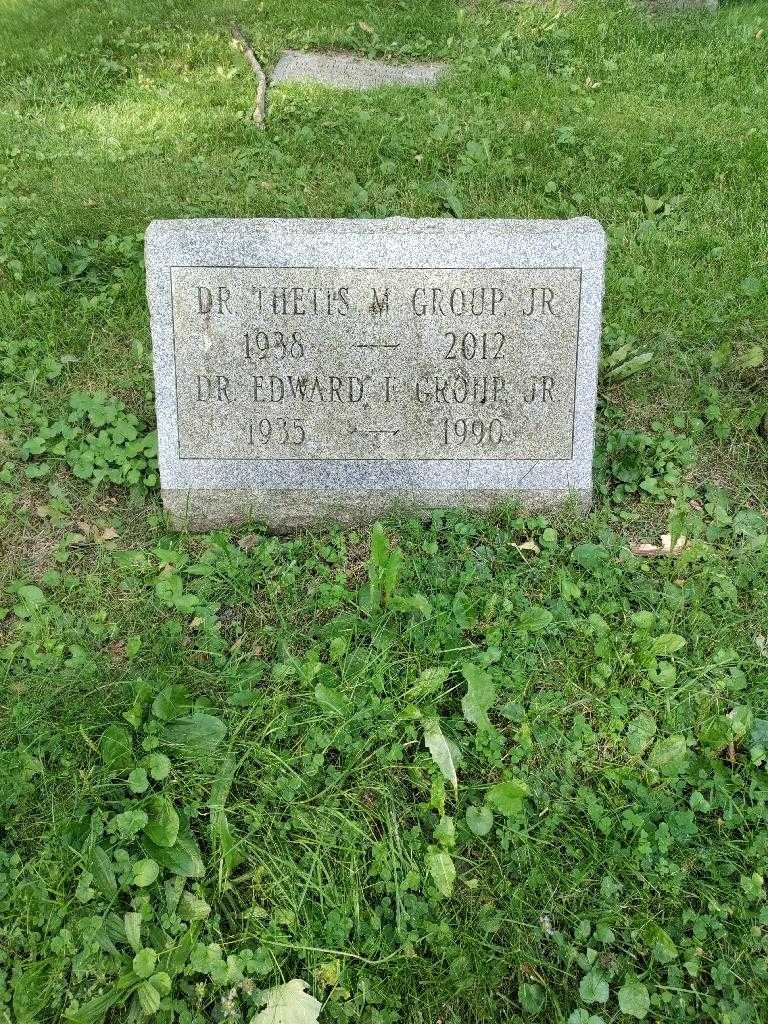 DR. THETIS M. GROUP, JR.
1938 — 2012
DR. EDWARD F. GROUP, JR.
1935 — 1990